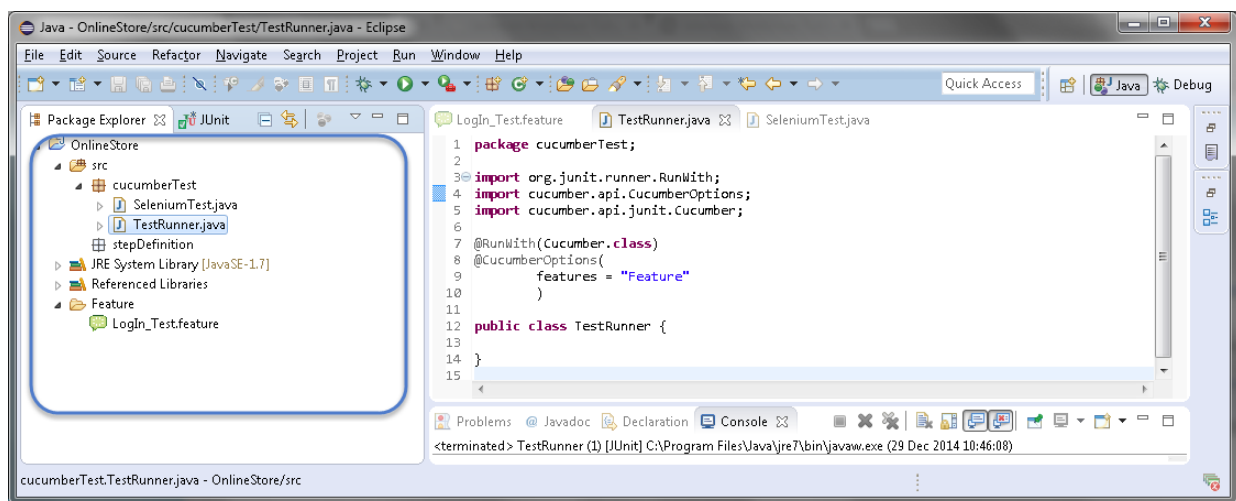 Java - OnlineStore/src/cucumberTest/TestRunner.java - Eclipse
File Edit Source Refactor Navigate Search Project Run Window Help
Quick Access Java Debug
Package Explorer JUnit
OnlineStore
src
cucumberTest
SeleniumTest.java
TestRunner.java
stepDefinition
JRE System Library [JavaSE-1.7]
Referenced Libraries
Feature
LogIn_Test.feature
LogIn_Test.feature TestRunner.java SeleniumTest.java
1 package cucumberTest;
2
3 import org.junit.runner.RunWith;
4 import cucumber.api.CucumberOptions;
5 import cucumber.api.junit.Cucumber;
6
7 @RunWith(Cucumber.class)
8 @CucumberOptions(
9 features = "Feature"
10 )
11
12 public class TestRunner {
13
14 }
15
Problems @ Javadoc Declaration Console
<terminated> TestRunner (1) [JUnit] C:\Program Files\Java\jre7\bin\javaw.exe (29 Dec 2014 10:46:08)
cucumberTest.TestRunner.java - OnlineStore/src